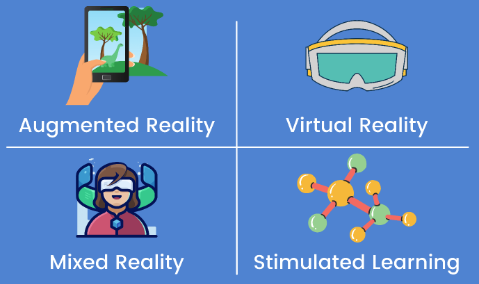 Augmented Reality
Virtual Reality
Mixed Reality
Stimulated Learning